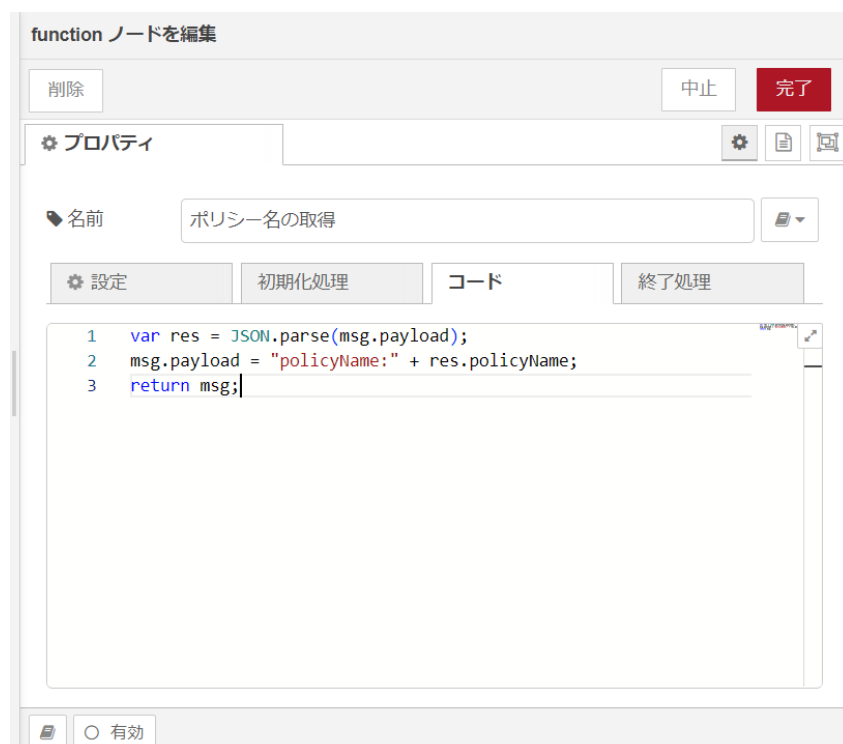 function ノードを編集
削除
中止
完了
プロパティ
名前
ポリシー名の取得
設定
初期化処理
コード
終了処理
1 var res = JSON.parse(msg.payload);
2 msg.payload = "policyName:" + res.policyName;
3 return msg;
有効